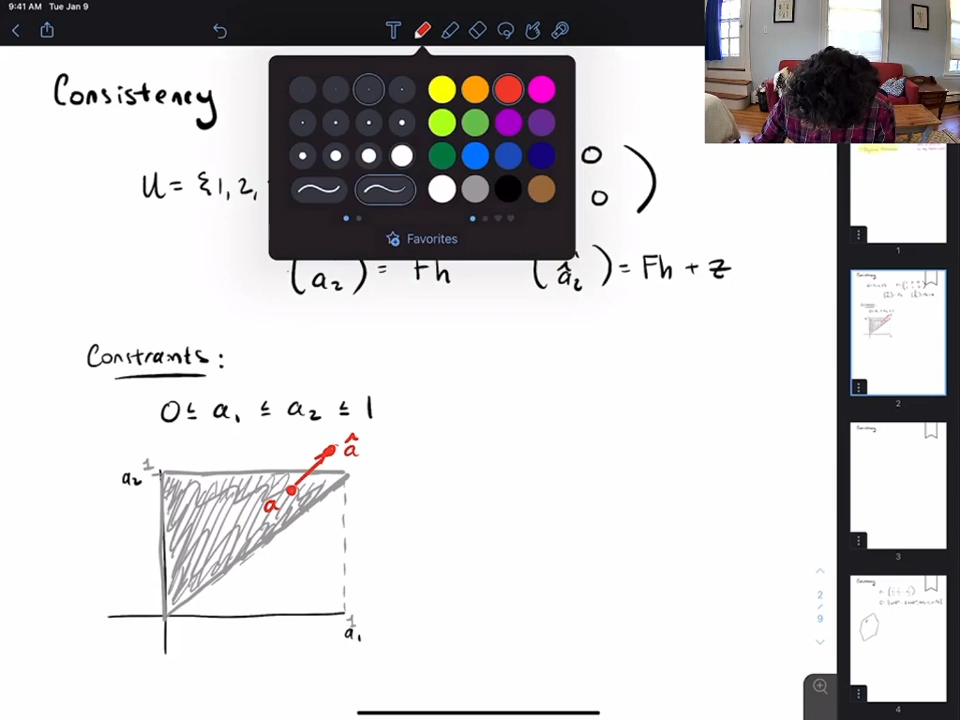 9:41 AM Tue Jan 9
Consistency
U = {1, 2,
0
0
Favorites
(a₂) = Fh
(â₂) = Fh + z
Constrants:
0 ≤ a₁ ≤ a₂ ≤ 1
â
a₂ 1
a
1
a₁
2
/
9
1
2
3
4